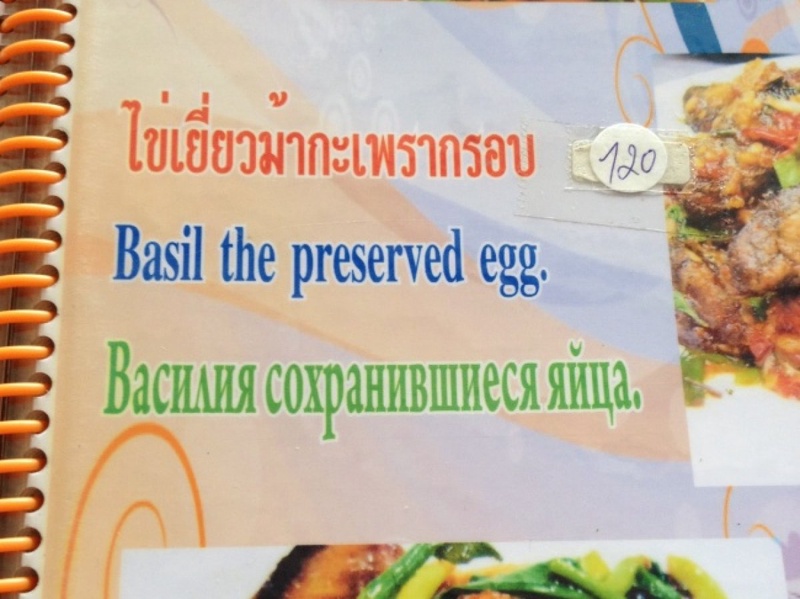 ไข่เยี่ยวม้ากะเพรากรอบ
120
Basil the preserved egg.
Василия сохранившиеся яйца.